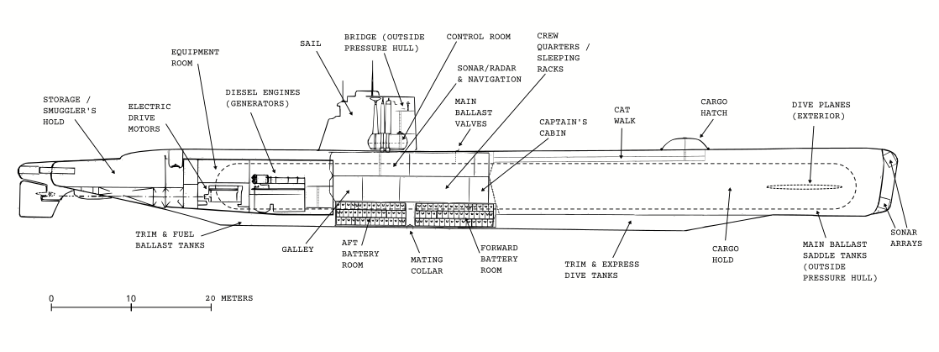 SAIL
BRIDGE (OUTSIDE
PRESSURE HULL)
CONTROL ROOM
CREW
QUARTERS /
SLEEPING
RACKS
EQUIPMENT
ROOM
SONAR/RADAR
& NAVIGATION
DIESEL ENGINES
(GENERATORS)
STORAGE /
SMUGGLER'S
HOLD
ELECTRIC
DRIVE
MOTORS
MAIN
BALLAST
VALVES
CAPTAIN'S
CABIN
CAT
WALK
CARGO
HATCH
DIVE PLANES
(EXTERIOR)
TRIM & FUEL
BALLAST TANKS
GALLEY
AFT
BATTERY
ROOM
MATING
COLLAR
FORWARD
BATTERY
ROOM
TRIM & EXPRESS
DIVE TANKS
CARGO
HOLD
MAIN BALLAST
SADDLE TANKS
(OUTSIDE
PRESSURE HULL)
SONAR
ARRAYS
0 10 20 METERS